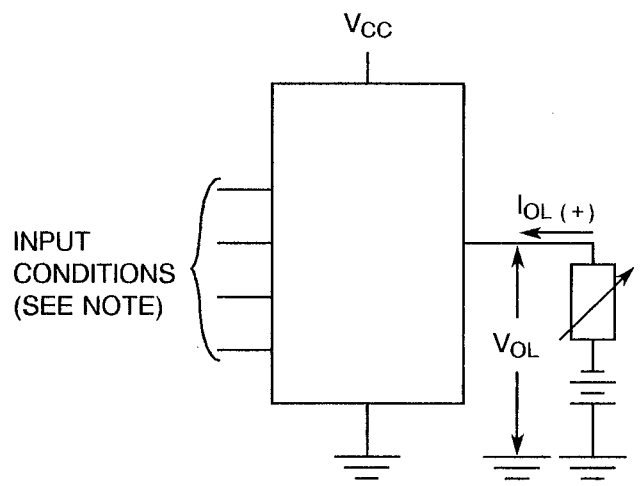 VCC
INPUT
CONDITIONS
(SEE NOTE)
IOL (+)
VOL